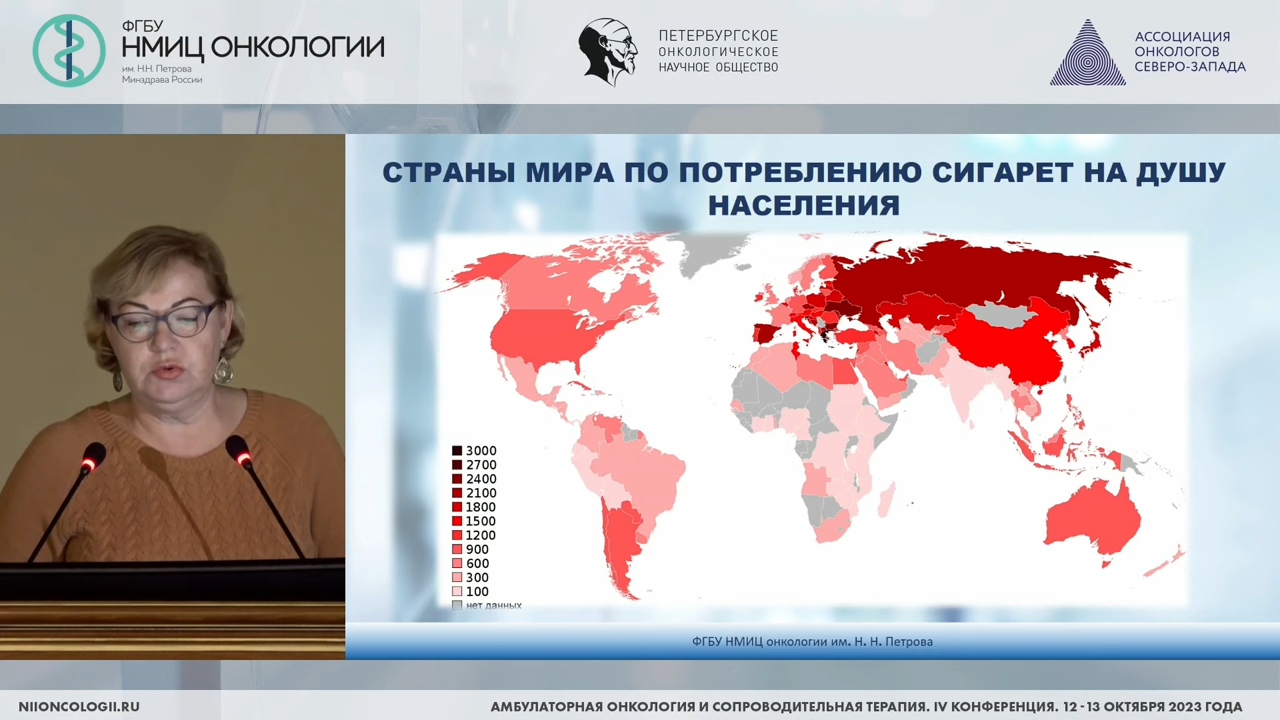 ФГБУ
НМИЦ ОНКОЛОГИИ
им. Н.Н. Петрова
Минздрава России
ПЕТЕРБУРГСКОЕ
ОНКОЛОГИЧЕСКОЕ
НАУЧНОЕ ОБЩЕСТВО
АССОЦИАЦИЯ
ОНКОЛОГОВ
СЕВЕРО-ЗАПАДА
СТРАНЫ МИРА ПО ПОТРЕБЛЕНИЮ СИГАРЕТ НА ДУШУ
НАСЕЛЕНИЯ
3000
2700
2400
2100
1800
1500
1200
900
600
300
100
нет данных
ФГБУ НМИЦ онкологии им. Н. Н. Петрова
NIIONCOLOGII.RU
АМБУЛАТОРНАЯ ОНКОЛОГИЯ И СОПРОВОДИТЕЛЬНАЯ ТЕРАПИЯ. IV КОНФЕРЕНЦИЯ. 12 - 13 ОКТЯБРЯ 2023 ГОДА